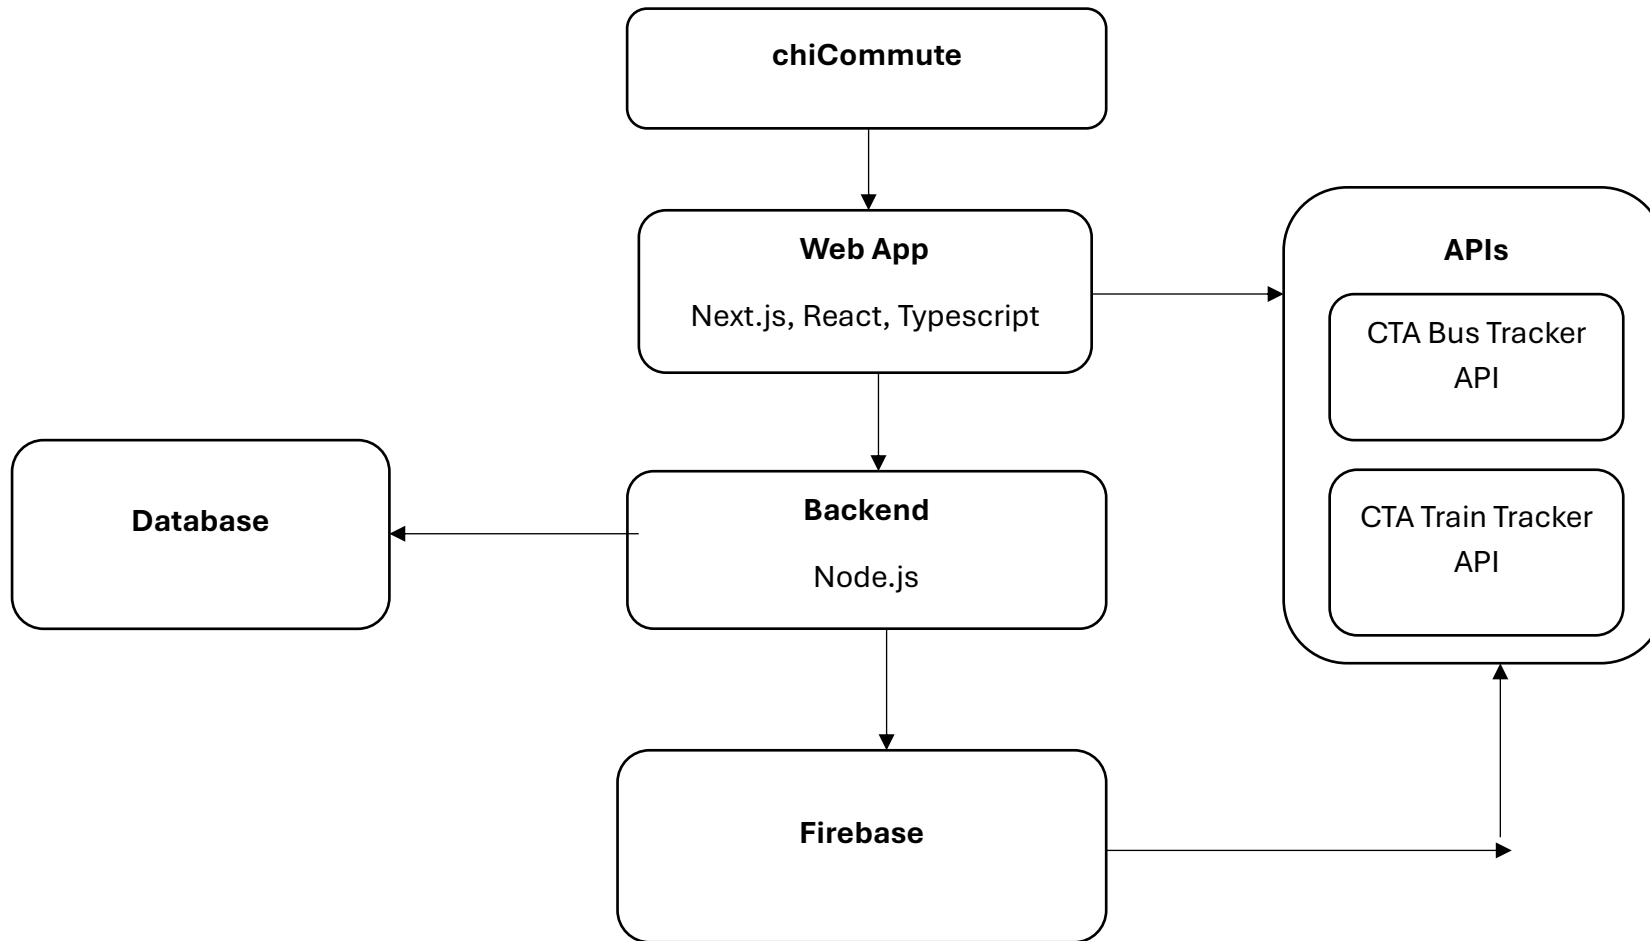 chiCommute
Web App
Next.js, React, Typescript
APIs
CTA Bus Tracker
API
CTA Train Tracker
API
Database
Backend
Node.js
Firebase